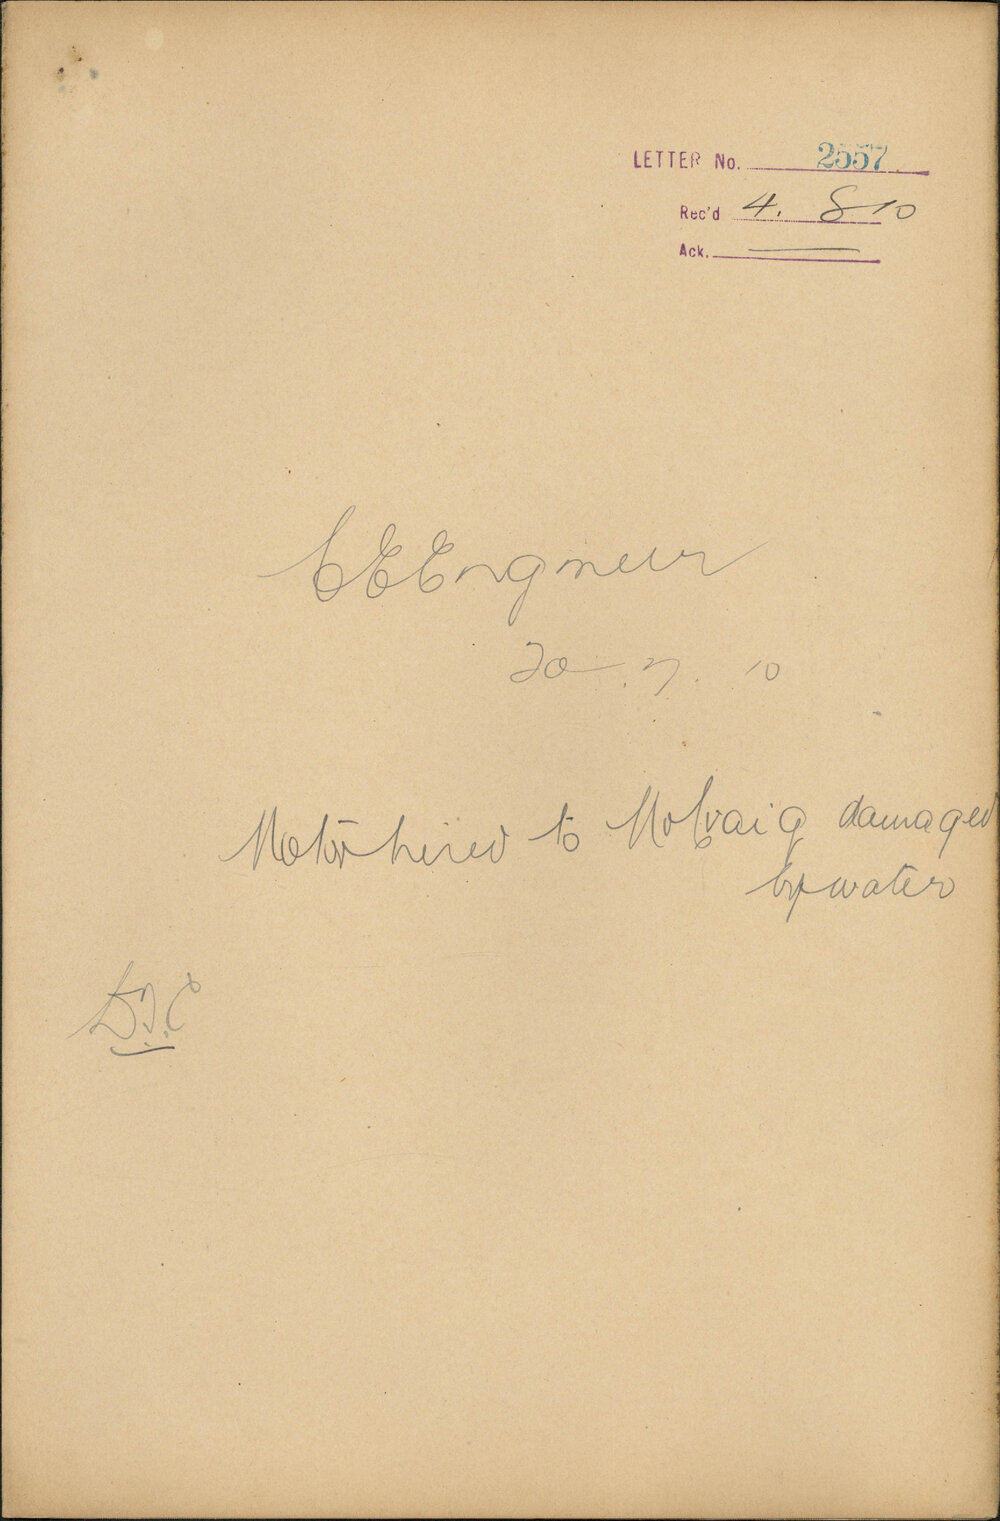 LETTER No. 2557
Rec'd 4. 8 10
Ack.
C E Engineer
20.7.10
Motor hired to McCraig damaged
by water